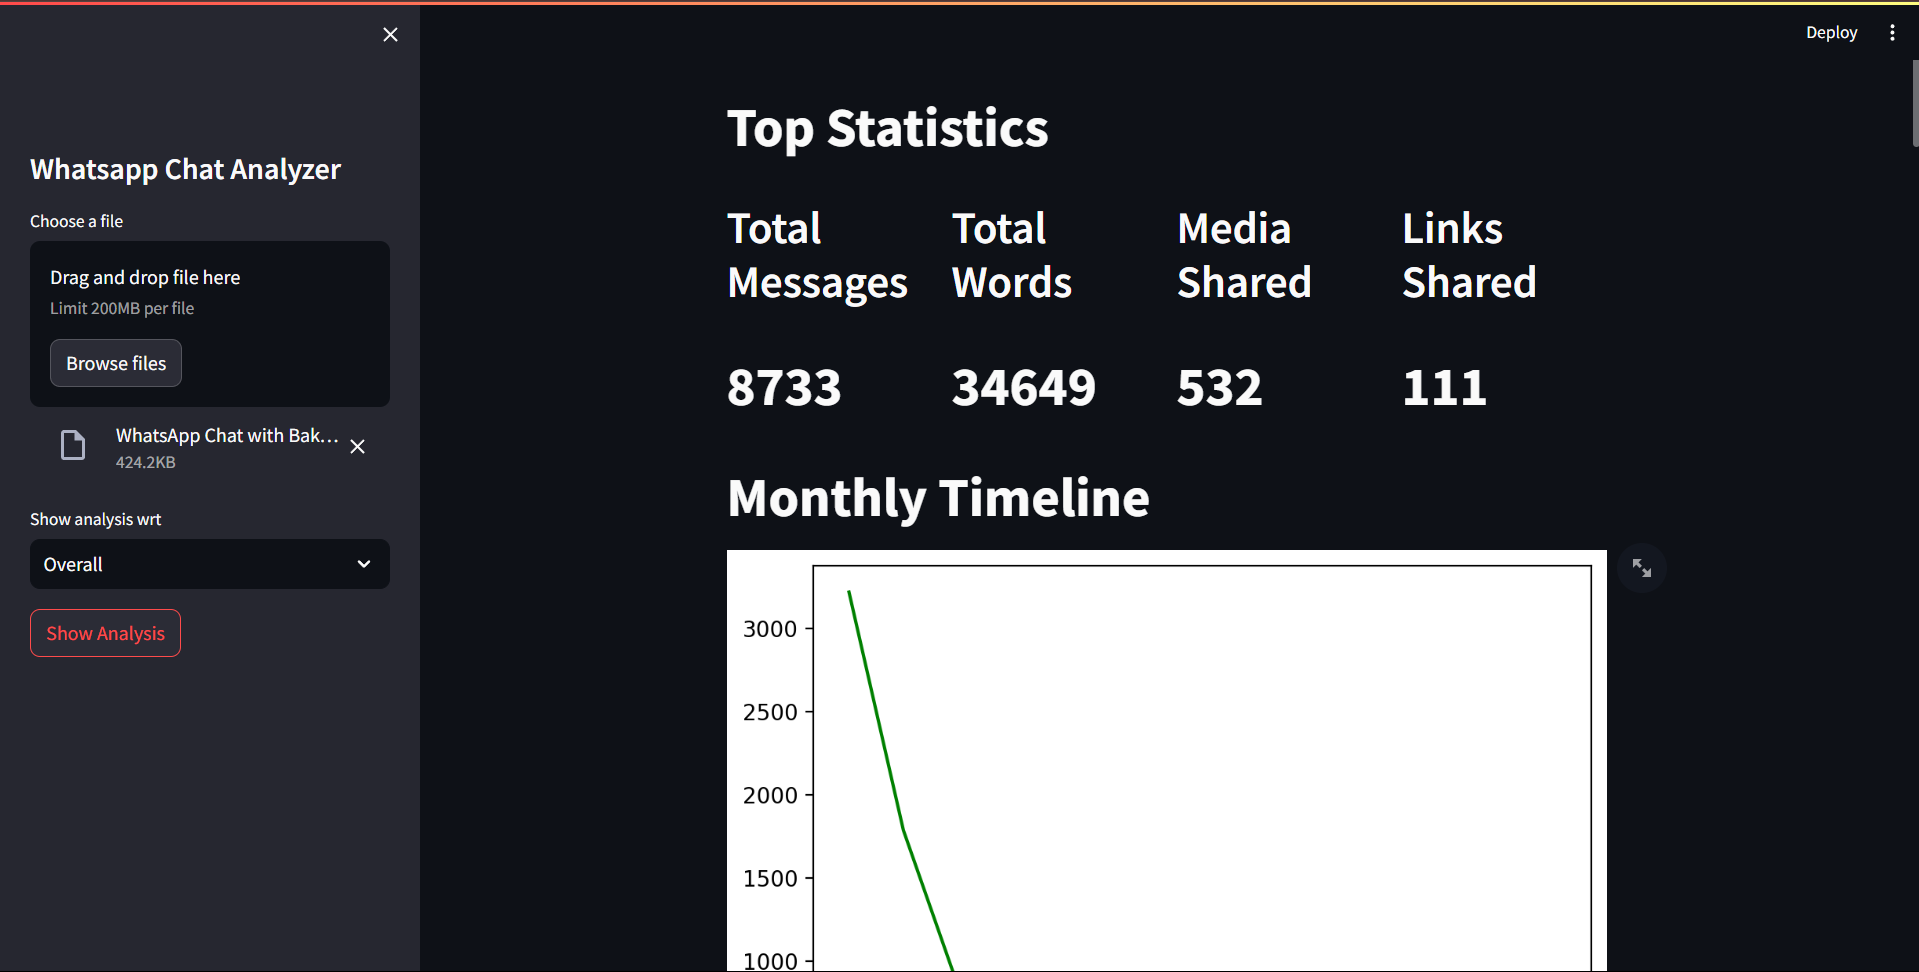 Deploy
Whatsapp Chat Analyzer
Choose a file
Drag and drop file here
Limit 200MB per file
Browse files
WhatsApp Chat with Bak...
424.2KB
Show analysis wrt
Overall
Show Analysis
Top Statistics
Total Messages
Total Words
Media Shared
Links Shared
8733
34649
532
111
Monthly Timeline
3000
2500
2000
1500
1000